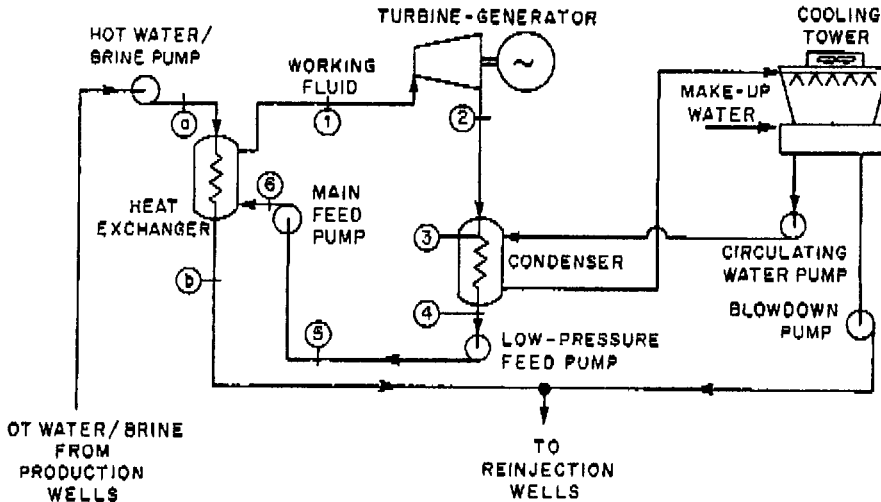 TURBINE-GENERATOR
COOLING
TOWER
HOT WATER/
BRINE PUMP
WORKING
FLUID
~
MAKE-UP
WATER
a
1
2
6
MAIN
FEED
PUMP
HEAT
EXCHANGER
3
CONDENSER
CIRCULATING
WATER PUMP
b
4
BLOWDOWN
PUMP
5
LOW-PRESSURE
FEED PUMP
OT WATER/BRINE
FROM
PRODUCTION
WELLS
TO
REINJECTION
WELLS